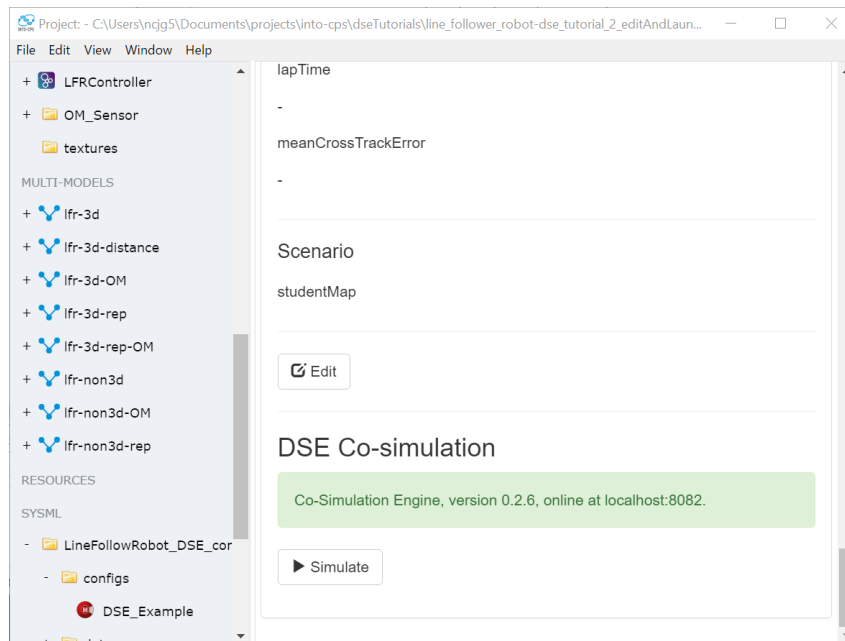 Project: - C:\Users\ncjg5\Documents\projects\into-cps\dseTutorials\line_follower_robot-dse_tutorial_2_editAndLaun...
File Edit View Window Help
+ LFRController
+ OM_Sensor
textures
MULTI-MODELS
+ lfr-3d
+ lfr-3d-distance
+ lfr-3d-OM
+ lfr-3d-rep
+ lfr-3d-rep-OM
+ lfr-non3d
+ lfr-non3d-OM
+ lfr-non3d-rep
RESOURCES
SYSML
- LineFollowRobot_DSE_cor
- configs
DSE_Example
lapTime
-
meanCrossTrackError
-
Scenario
studentMap
Edit
DSE Co-simulation
Co-Simulation Engine, version 0.2.6, online at localhost:8082.
Simulate